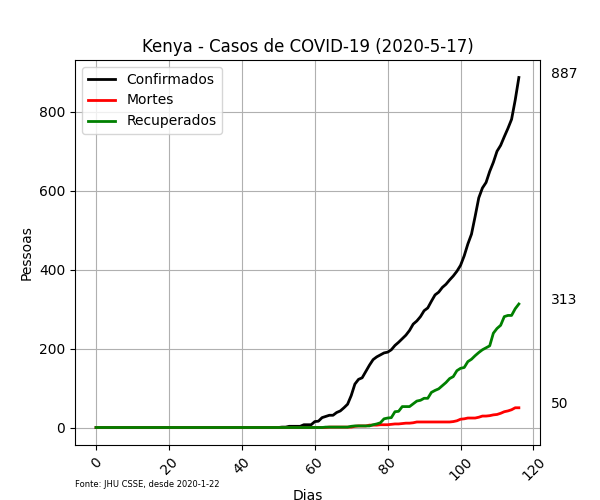 Kenya - Casos de COVID-19 (2020-5-17)
Confirmados
Mortes
Recuperados
887
313
50
Pessoas
800
600
400
200
0
0
20
40
60
80
100
120
Fonte: JHU CSSE, desde 2020-1-22
Dias